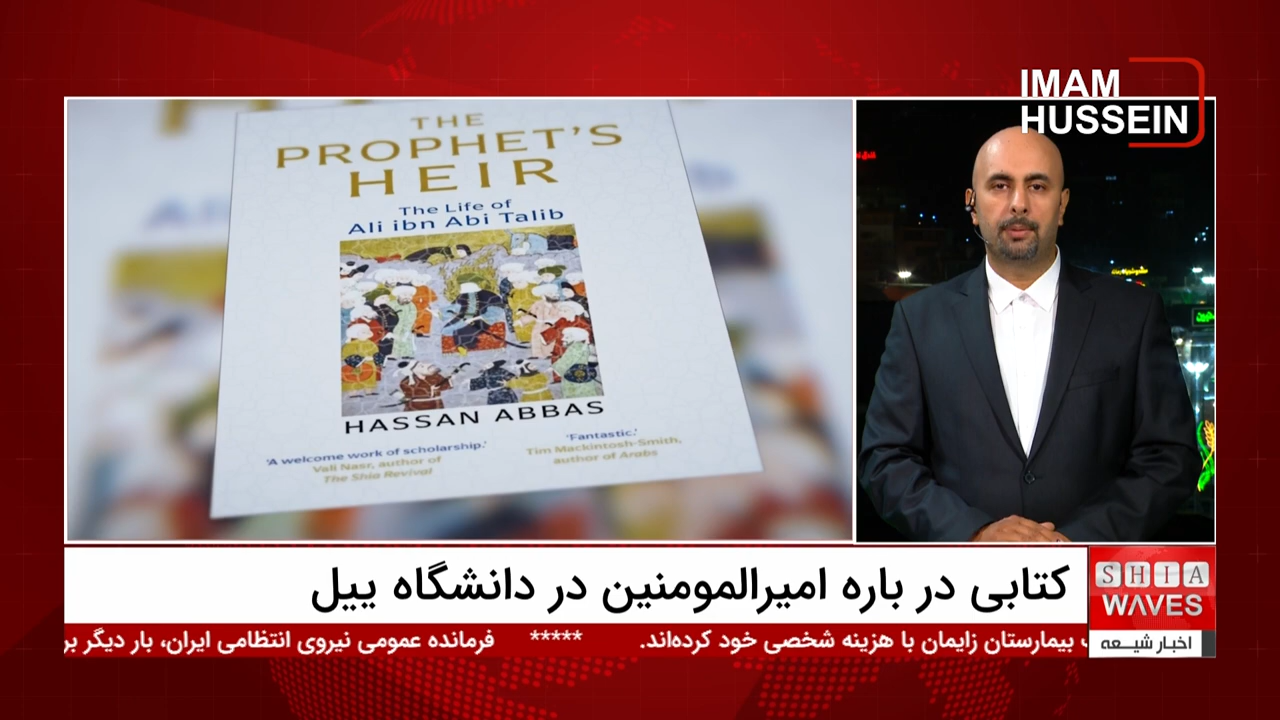 IMAM
HUSSEIN
THE
PROPHET'S
HEIR
The Life of
Ali ibn Abi Talib
HASSAN ABBAS
'A welcome work of scholarship.'
Vali Nasr, author of
The Shia Revival
'Fantastic.'
Tim Mackintosh-Smith,
author of Arabs
کتابی در باره امیرالمومنین در دانشگاه ییل
SHIA
WAVES
اخبار شیعه
بیمارستان زایمان با هزینه شخصی خود کرده‌اند. ***** فرمانده عمومی نیروی انتظامی ایران، بار دیگر بر